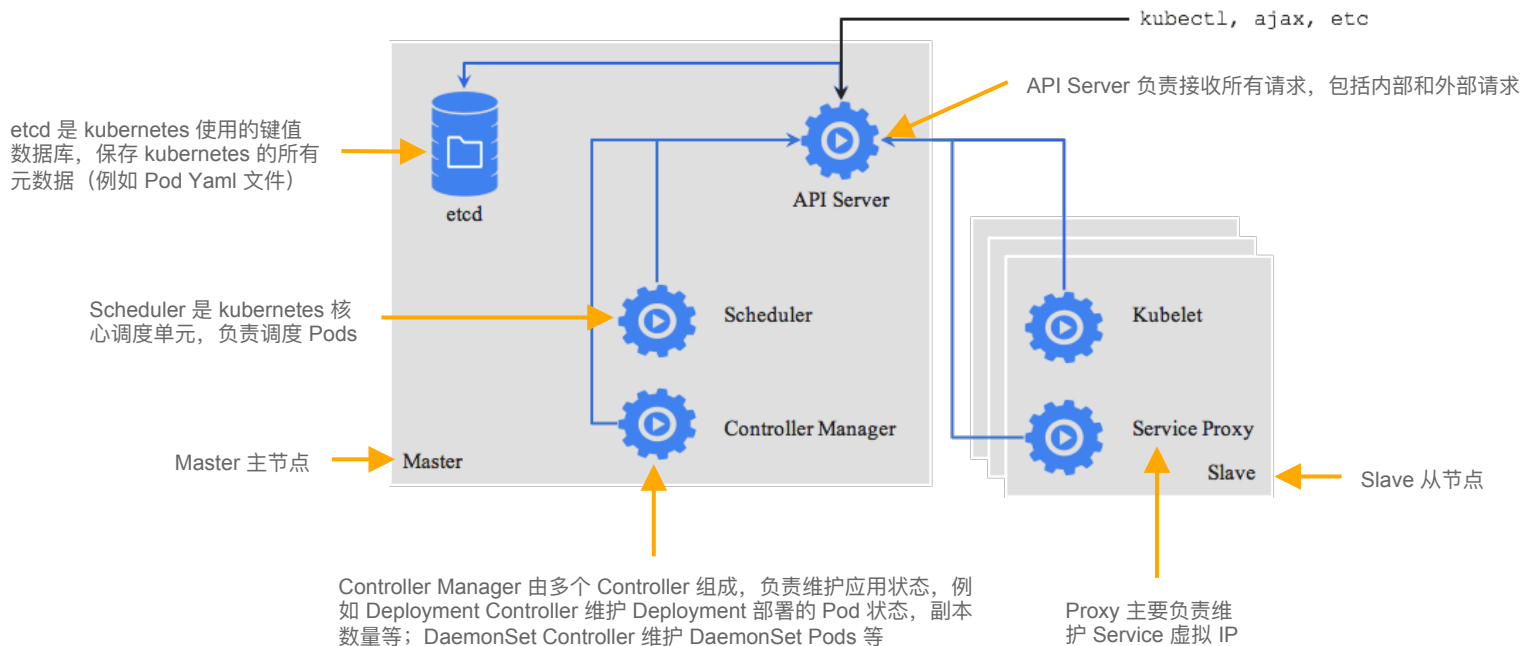 kubectl, ajax, etc
API Server 负责接收所有请求，包括内部和外部请求
etcd 是 kubernetes 使用的键值
数据库，保存 kubernetes 的所有
元数据（例如 Pod Yaml 文件）
etcd
API Server
Scheduler 是 kubernetes 核
心调度单元，负责调度 Pods
Scheduler
Kubelet
Controller Manager
Service Proxy
Master 主节点
Master
Slave
Slave 从节点
Controller Manager 由多个 Controller 组成，负责维护应用状态，例
如 Deployment Controller 维护 Deployment 部署的 Pod 状态，副本
数量等；DaemonSet Controller 维护 DaemonSet Pods 等
Proxy 主要负责维
护 Service 虚拟 IP